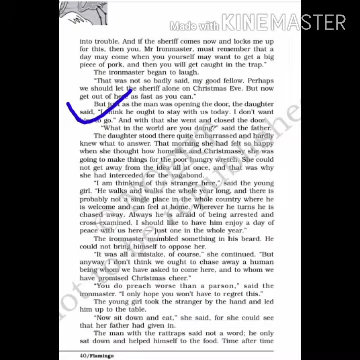 Made with KINEMASTER
into trouble. And if the sheriff comes now and locks me up
for this, then you, Mr Ironmaster, must remember that a
day may come when you yourself may want to get a big
piece of pork, and then you will get caught in the trap."
The ironmaster began to laugh.
"That was not so badly said, my good fellow. Perhaps
we should let the sheriff alone on Christmas Eve. But now
get out of here as fast as you can."
But just as the man was opening the door, the daughter
said, "I think he ought to stay with us today. I don't want
him to go." And with that she went and closed the door.
"What in the world are you doing?" said the father.
The daughter stood there quite embarrassed and hardly
knew what to answer. That morning she had felt so happy
when she thought how homelike and Christmassy she was
going to make things for the poor hungry wretch. She could
not get away from the idea all at once, and that was why
she had interceded for the vagabond.
"I am thinking of this stranger here," said the young
girl. "He walks and walks the whole year long, and there is
probably not a single place in the whole country where he
is welcome and can feel at home. Wherever he turns he is
chased away. Always he is afraid of being arrested and
cross-examined. I should like to have him enjoy a day of
peace with us here — just one in the whole year."
The ironmaster mumbled something in his beard. He
could not bring himself to oppose her.
"It was all a mistake, of course," she continued. "But
anyway I don't think we ought to chase away a human
being whom we have asked to come here, and to whom we
have promised Christmas cheer."
"You do preach worse than a parson," said the
ironmaster. "I only hope you won't have to regret this."
The young girl took the stranger by the hand and led
him up to the table.
"Now sit down and eat," she said, for she could see
that her father had given in.
The man with the rattraps said not a word; he only
sat down and helped himself to the food. Time after time
40/Flamingo